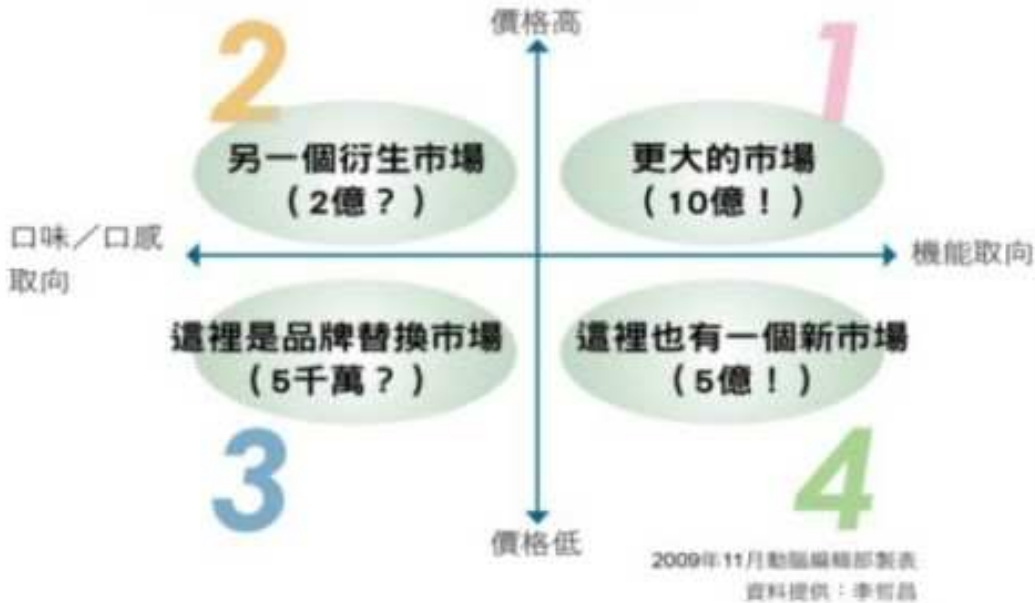 價格高
2
1
另一個衍生市場
(2億?)
更大的市場
(10億!)
口味/口感
取向
機能取向
這裡是品牌替換市場
(5千萬?)
這裡也有一個新市場
(5億!)
3
4
價格低
2009年11月動腦編輯部製表
資料提供:李哲昌